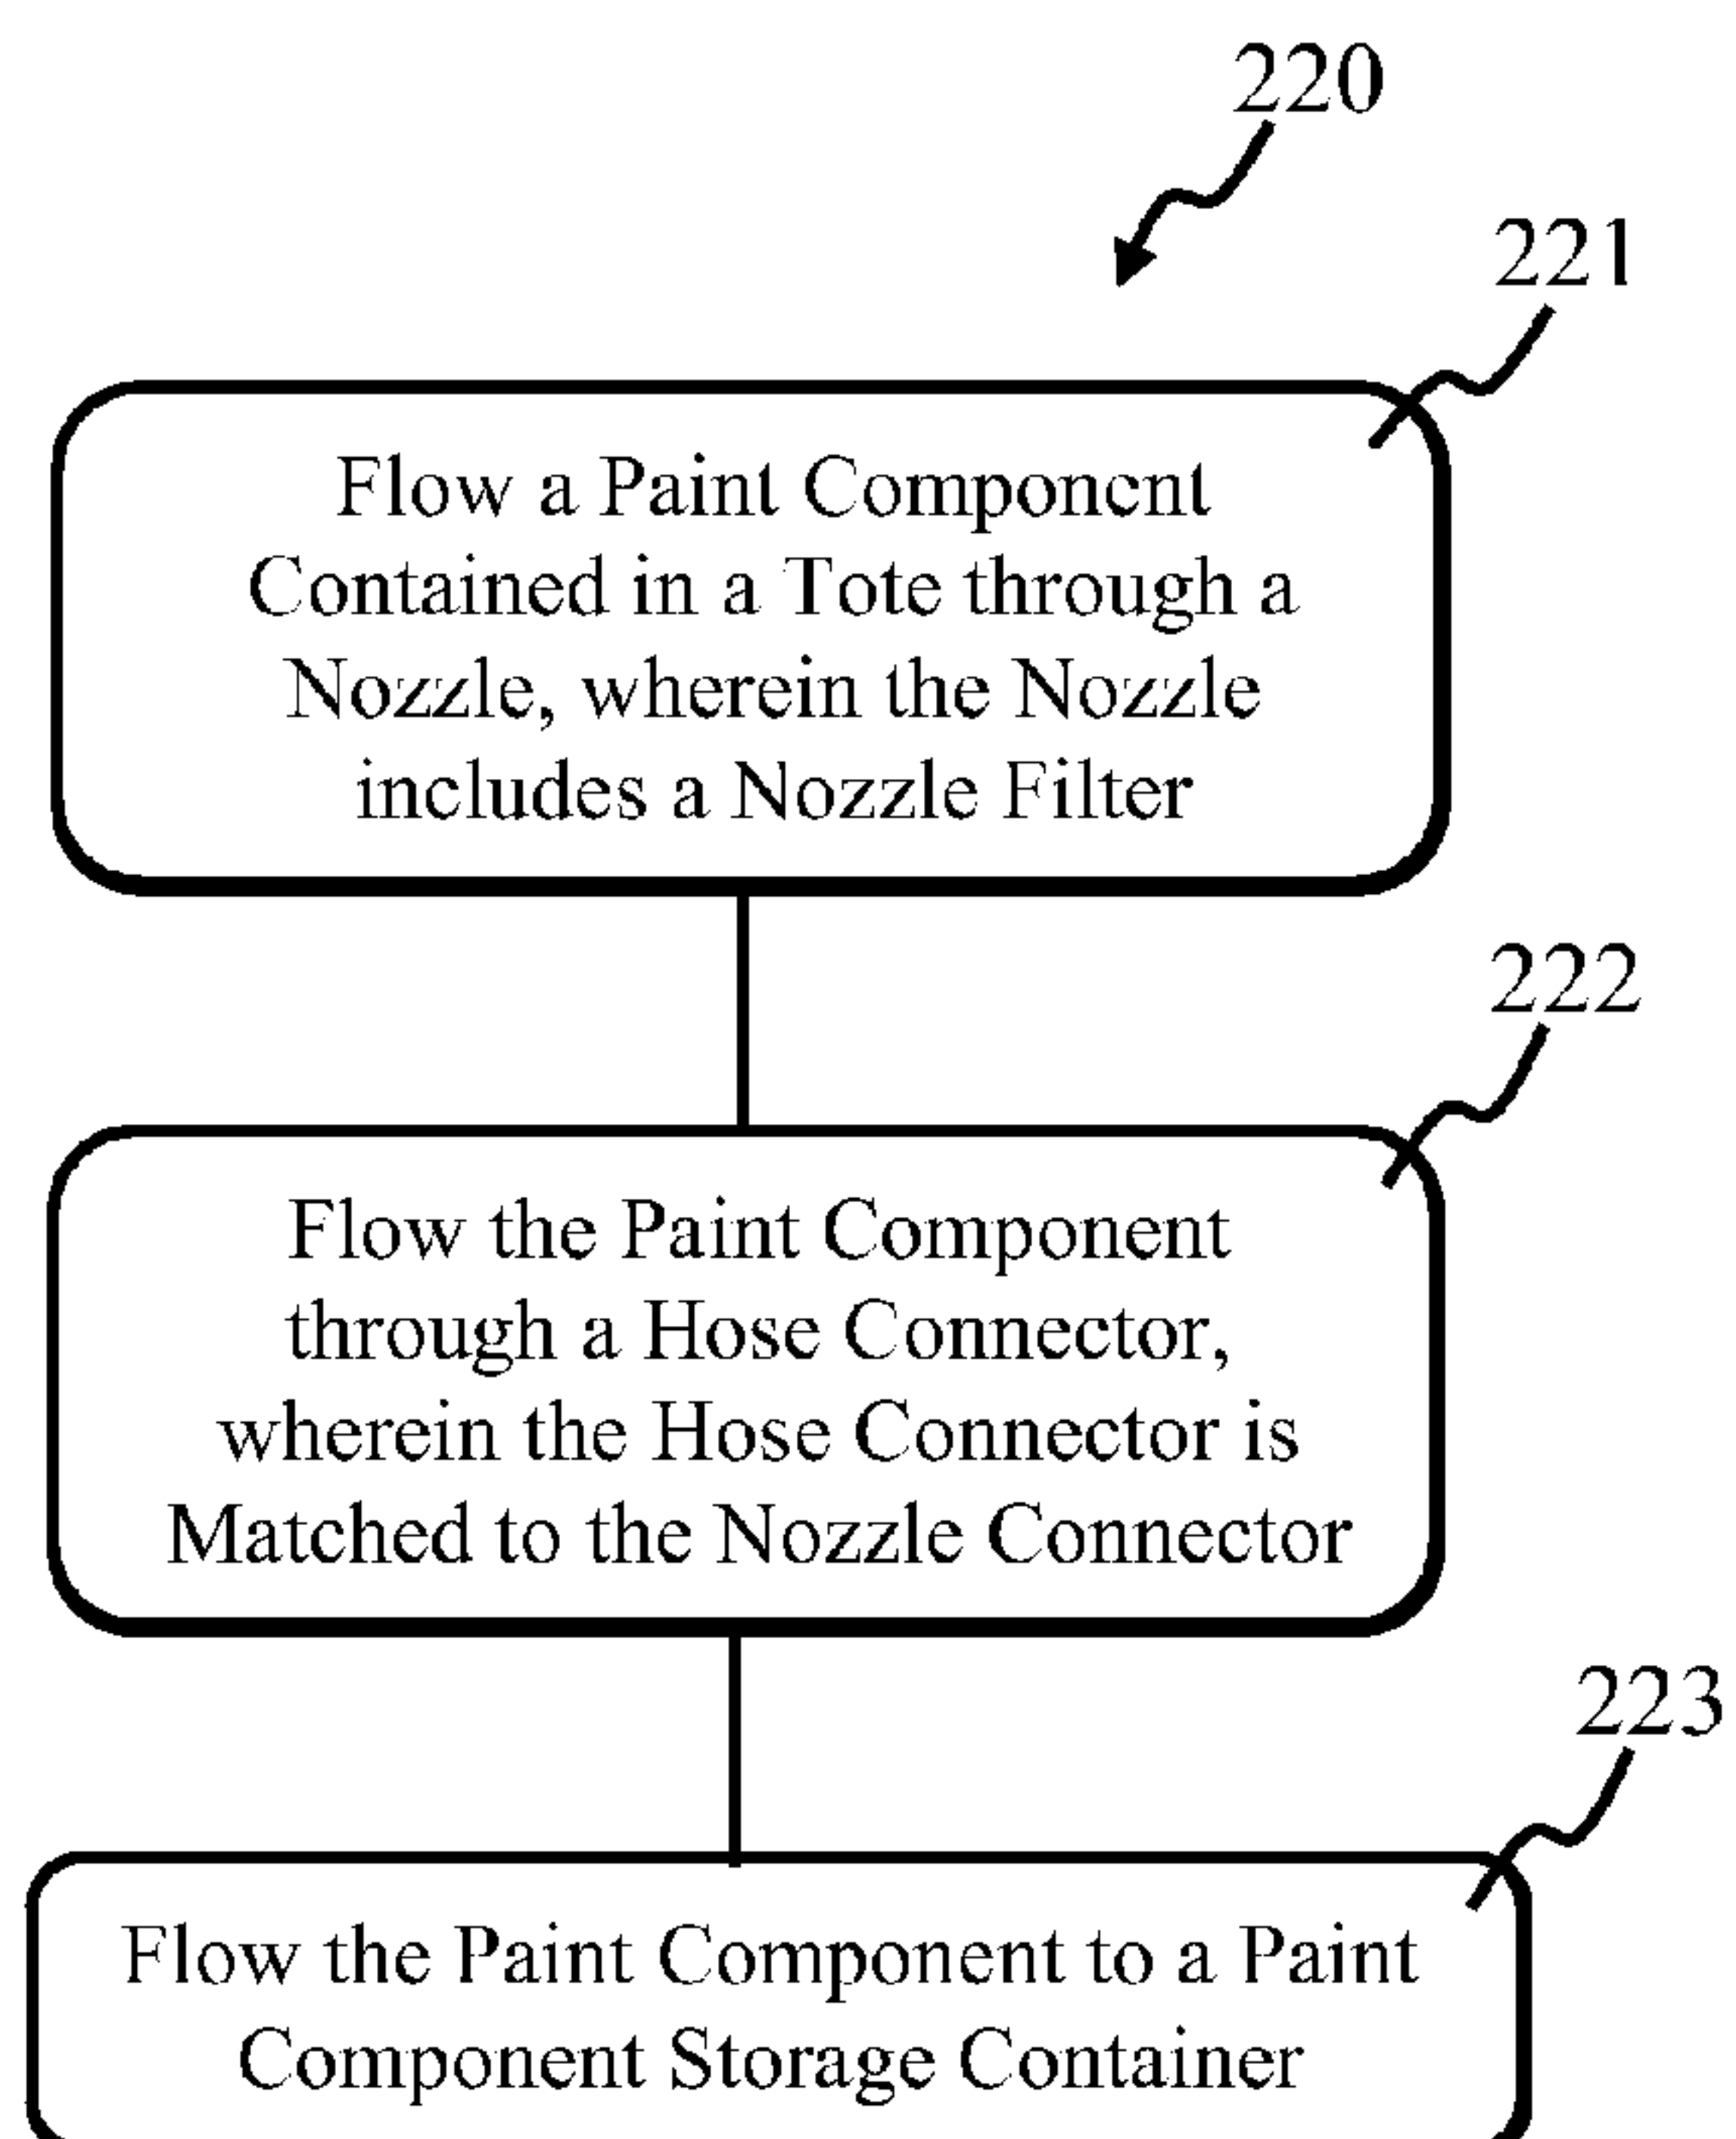 220
221
Flow a Paint Component
Contained in a Tote through a
Nozzle, wherein the Nozzle
includes a Nozzle Filter
222
Flow the Paint Component
through a Hose Connector,
wherein the Hose Connector is
Matched to the Nozzle Connector
223
Flow the Paint Component to a Paint
Component Storage Container